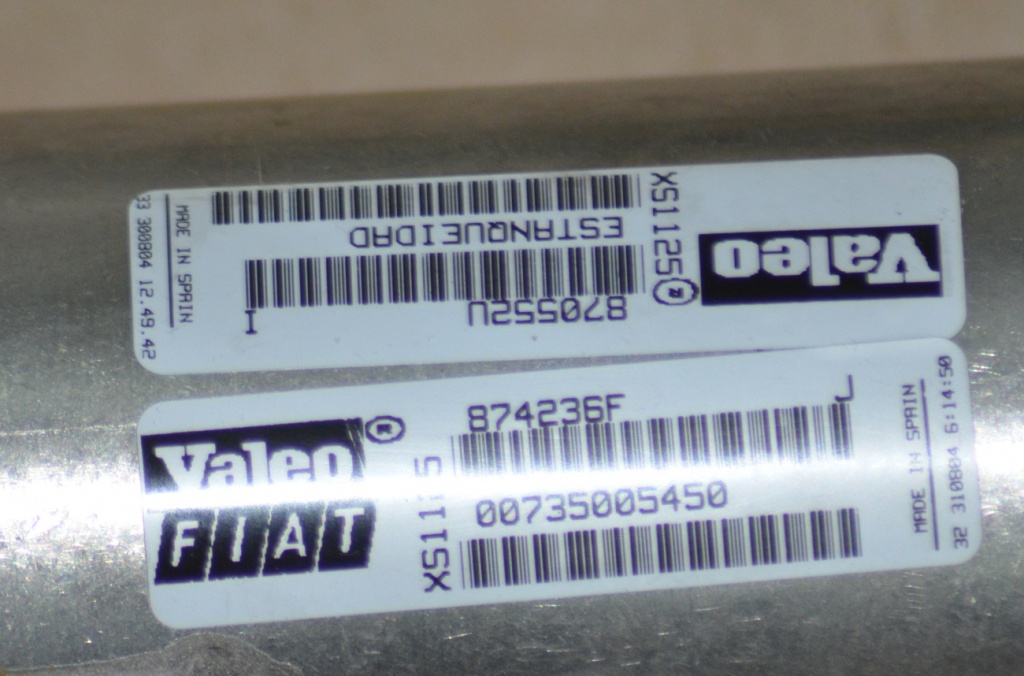 Valeo
XS1125®
870552U
I
ESTANQUEIDAD
MADE IN SPAIN
33 300804 12.49.42
Valeo®
FIAT
874236F
J
00735005450
MADE IN SPAIN
32 310804 6:14:50